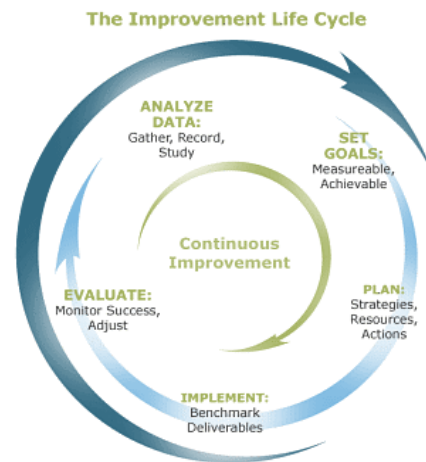 The Improvement Life Cycle
ANALYZE
DATA:
Gather, Record,
Study
SET
GOALS:
Measureable,
Achievable
Continuous
Improvement
PLAN:
Strategies,
Resources,
Actions
EVALUATE:
Monitor Success,
Adjust
IMPLEMENT:
Benchmark
Deliverables